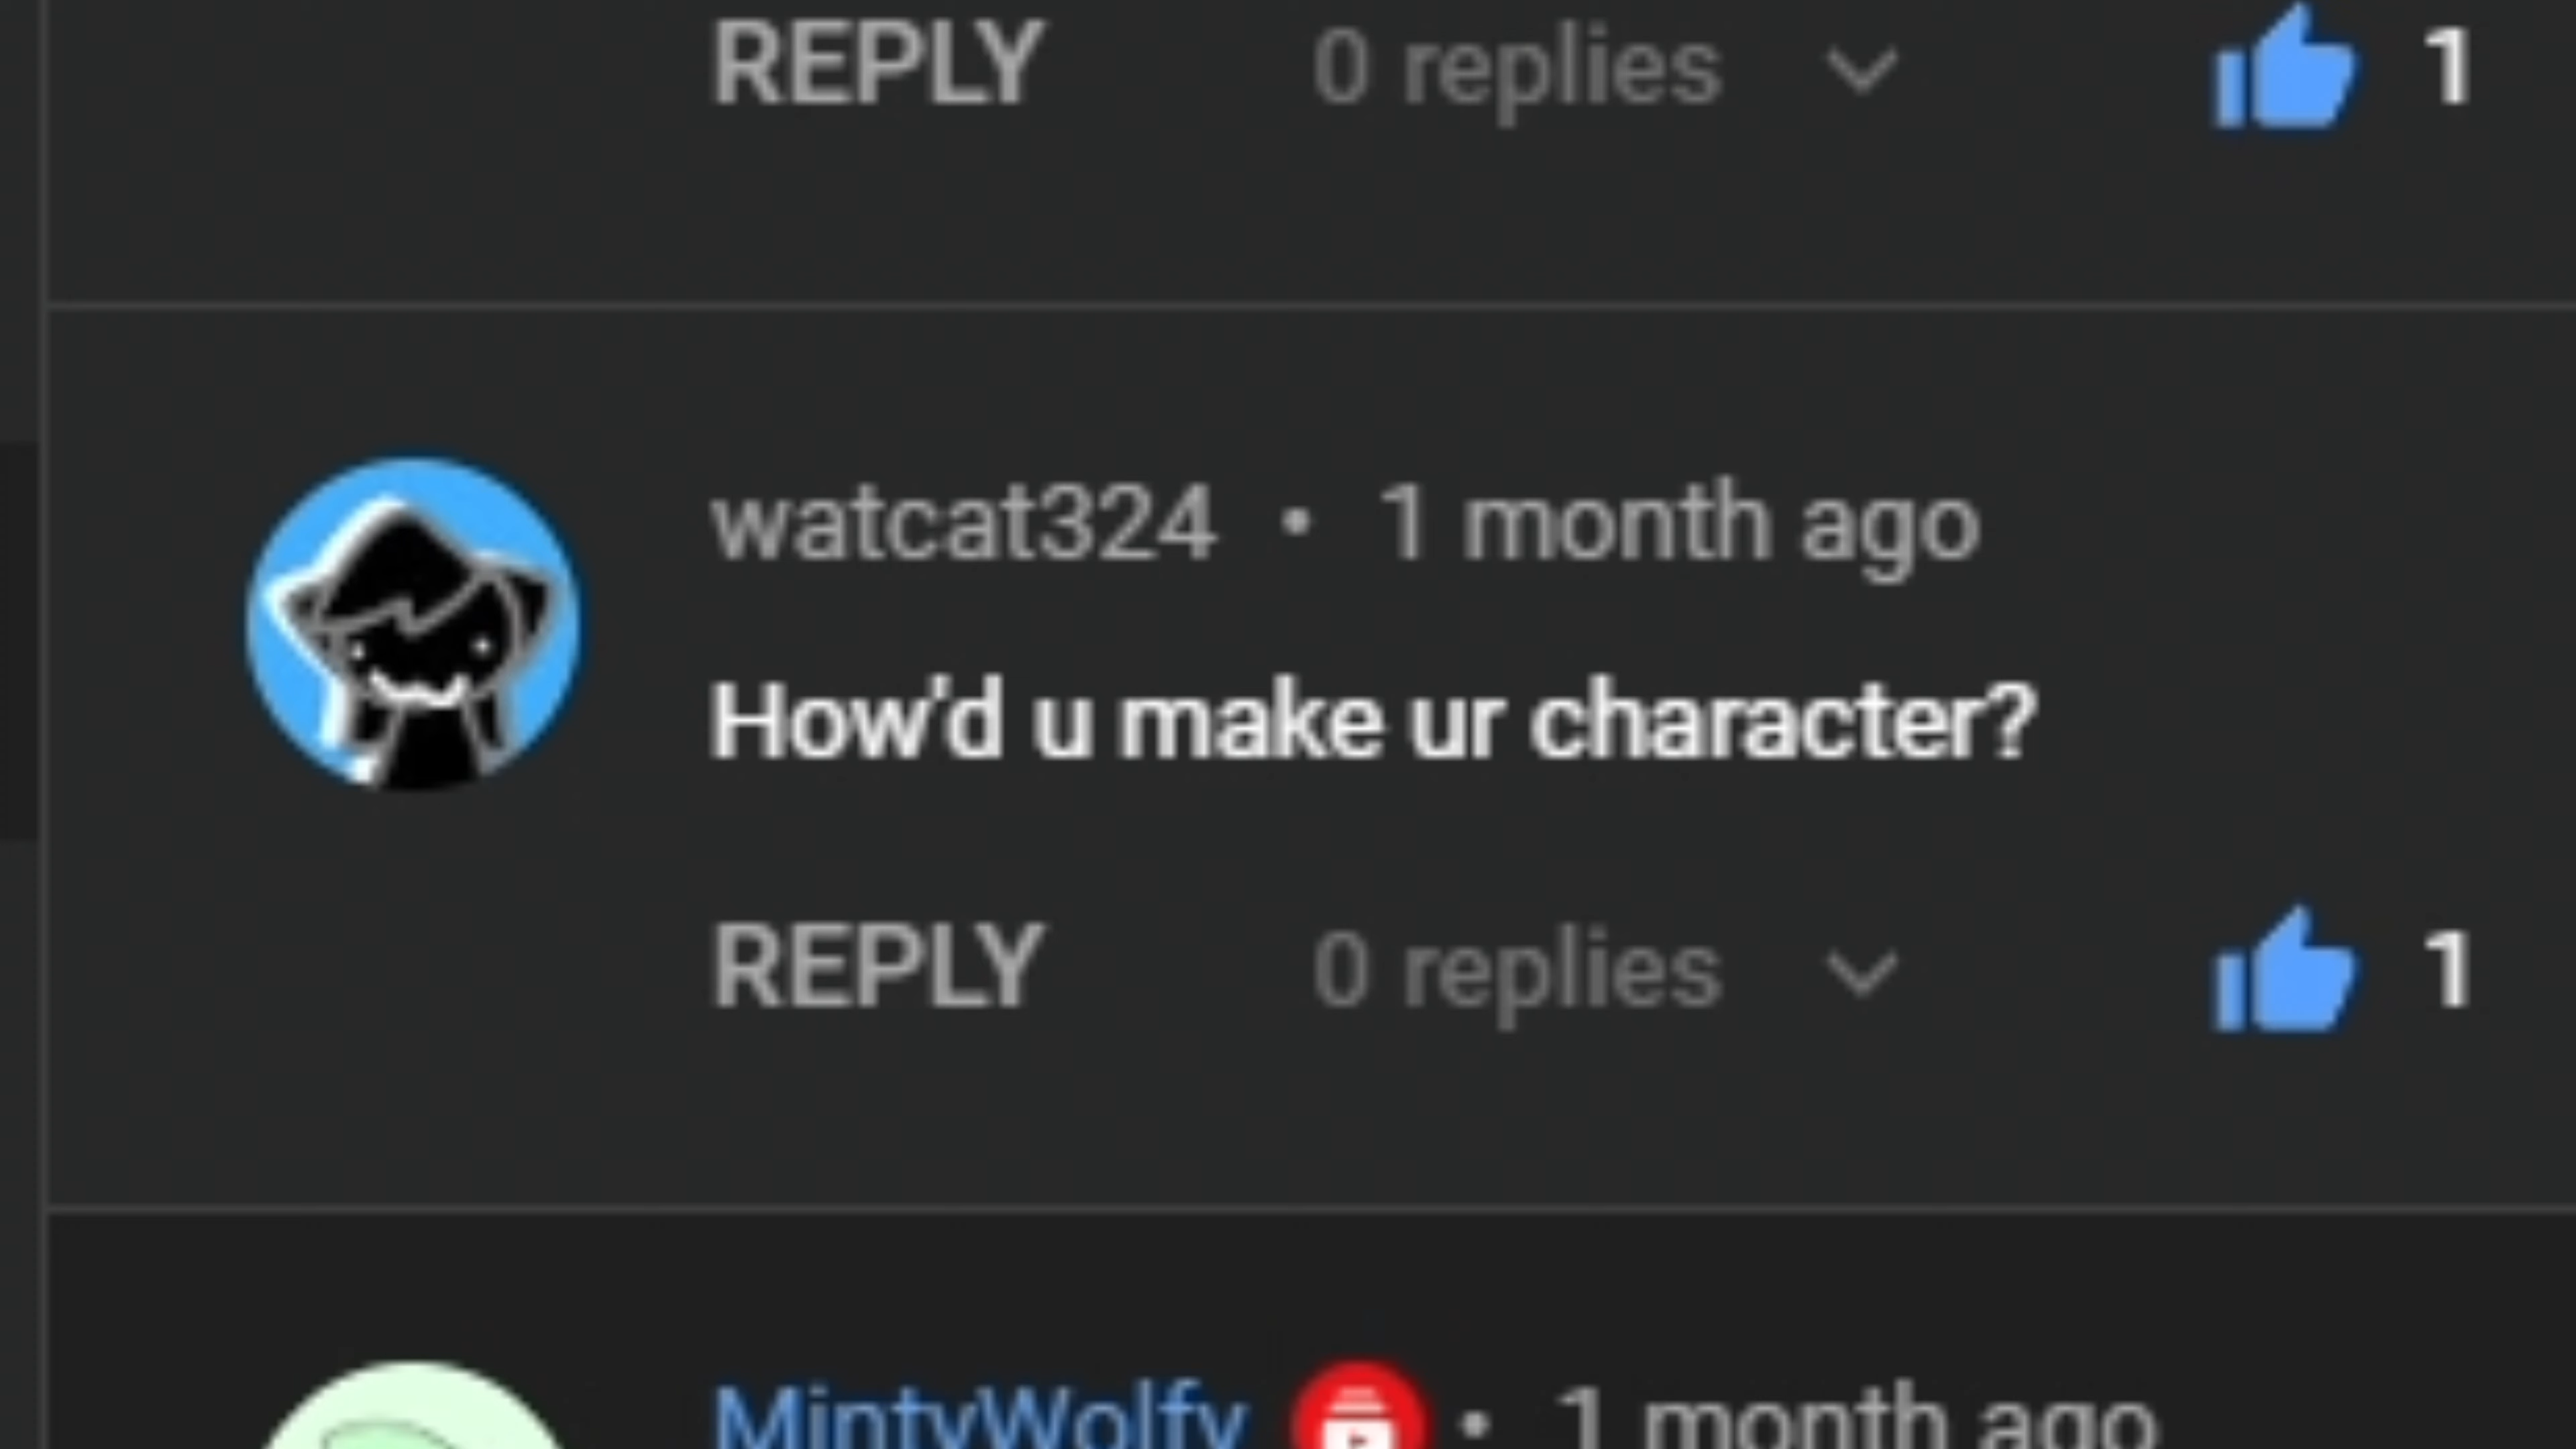 REPLY 0 replies 1
watcat324 • 1 month ago
How'd u make ur character?
REPLY 0 replies 1
MintyWolfy • 1 month ago